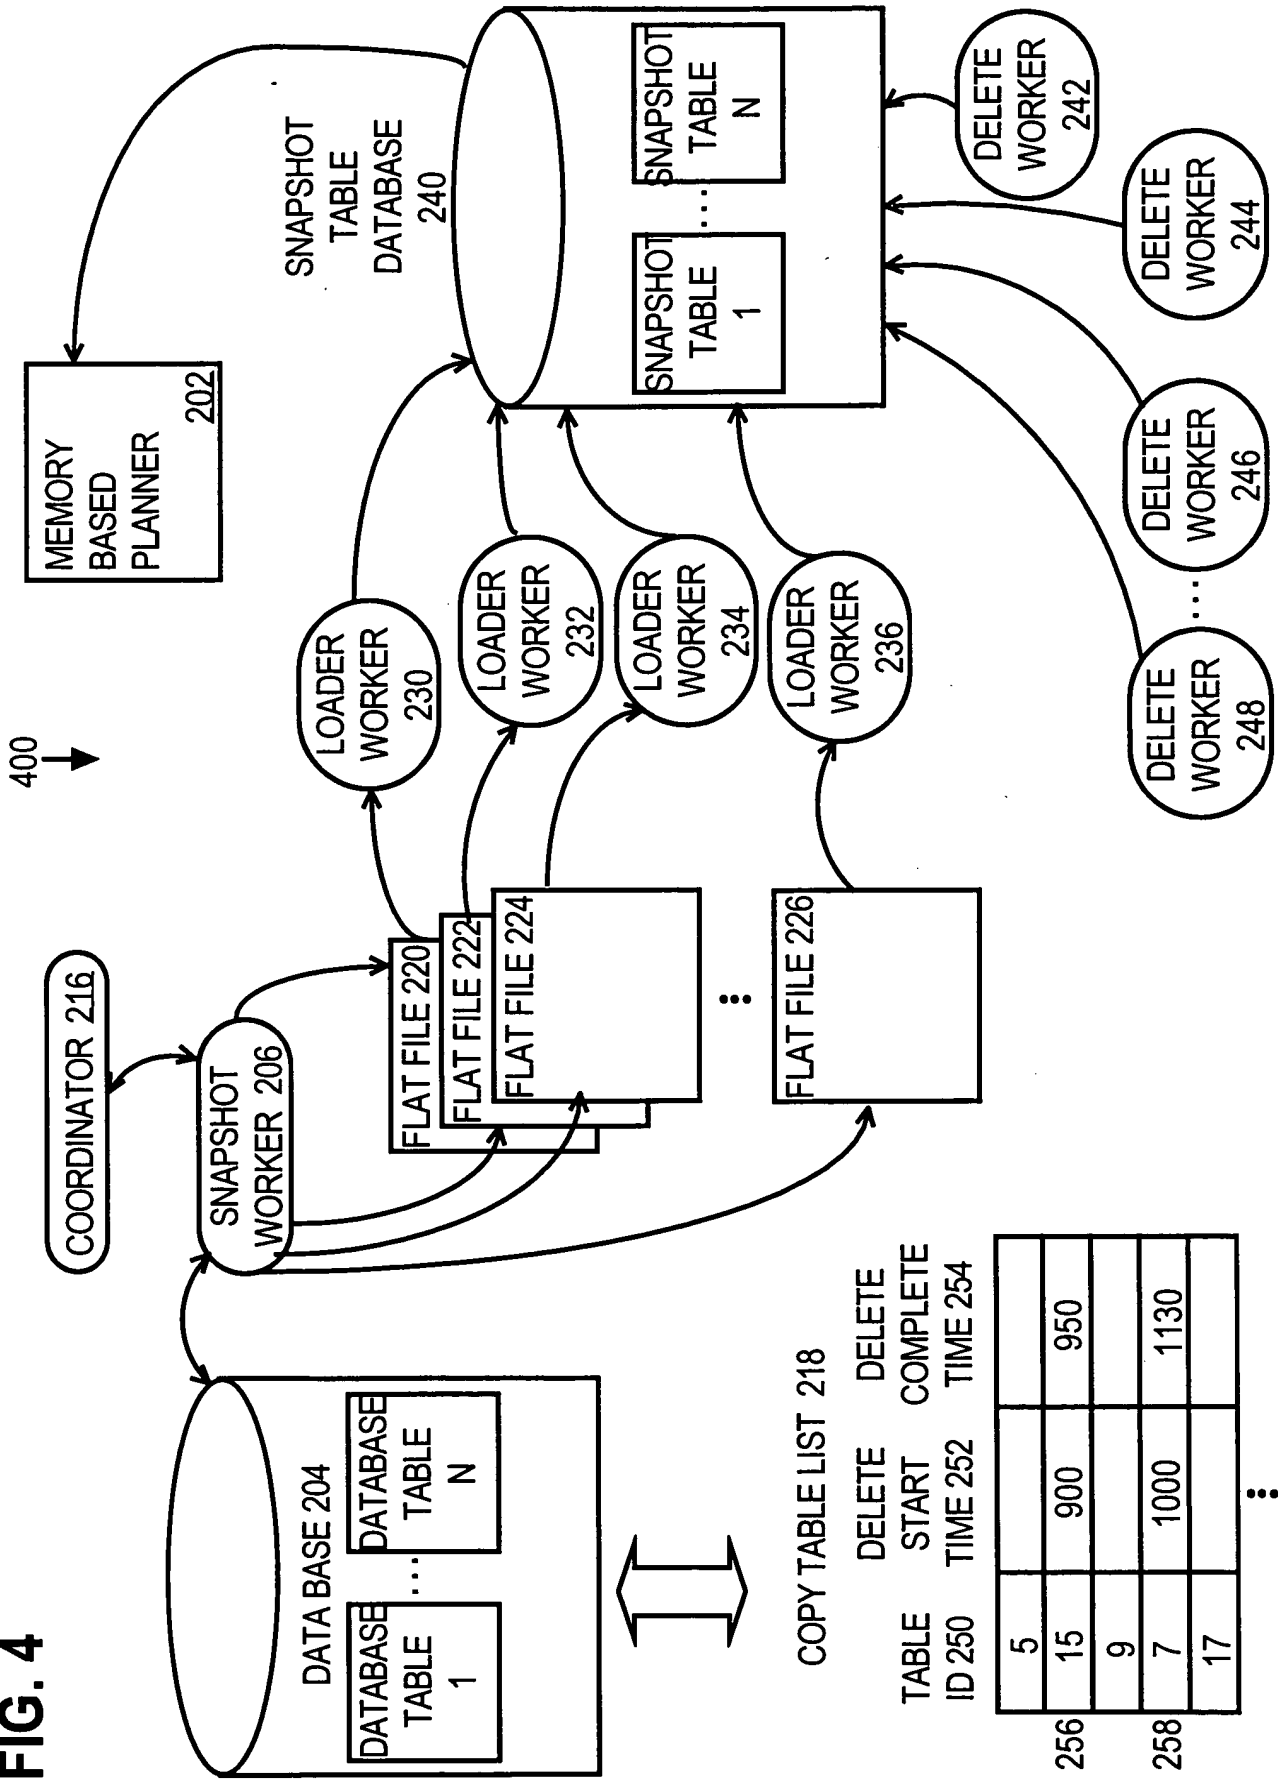 FIG. 4
400
COORDINATOR 216
MEMORY
BASED
PLANNER
202
SNAPSHOT
WORKER 206
DATA BASE 204
DATABASE
TABLE
1
....
DATABASE
TABLE
N
FLAT FILE 220
FLAT FILE 222
FLAT FILE 224
FLAT FILE 226
LOADER
WORKER
230
LOADER
WORKER
232
LOADER
WORKER
234
LOADER
WORKER
236
SNAPSHOT
TABLE
DATABASE
240
SNAPSHOT
TABLE
1
....
SNAPSHOT
TABLE
N
DELETE
WORKER
242
DELETE
WORKER
244
DELETE
WORKER
246
....
DELETE
WORKER
248
COPY TABLE LIST 218
TABLE
ID 250
DELETE
START
TIME 252
DELETE
COMPLETE
TIME 254
5
256 15 900 950
9
258 7 1000 1130
17